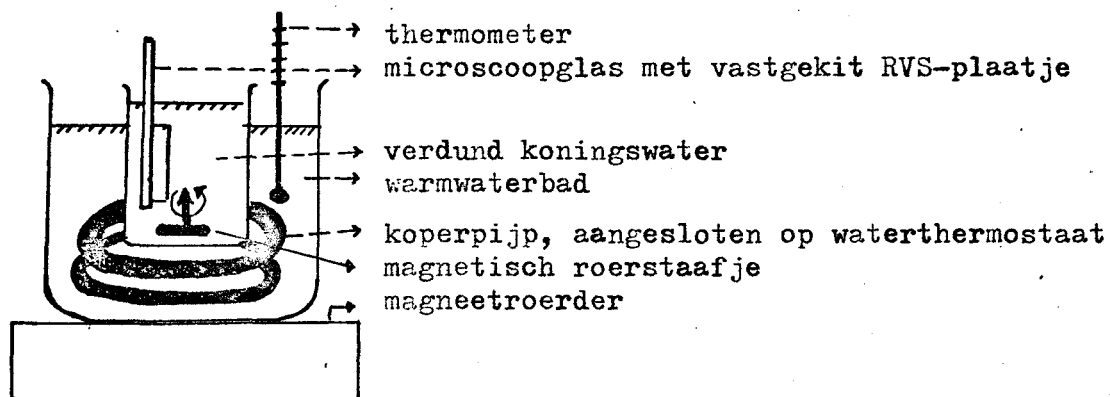 thermometer
microscoopglas met vastgekit RVS-plaatje
verdund koningswater
warmwaterbad
koperpijp, aangesloten op waterthermostaat
magnetisch roerstaafje
magneetroerder